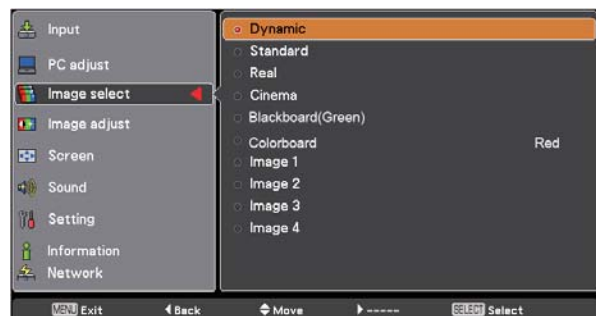 Input
PC adjust
Image select
Image adjust
Screen
Sound
Setting
Information
Network
Dynamic
Standard
Real
Cinema
Blackboard(Green)
Colorboard Red
Image 1
Image 2
Image 3
Image 4
MENU Exit Back Move ----- SELECT Select